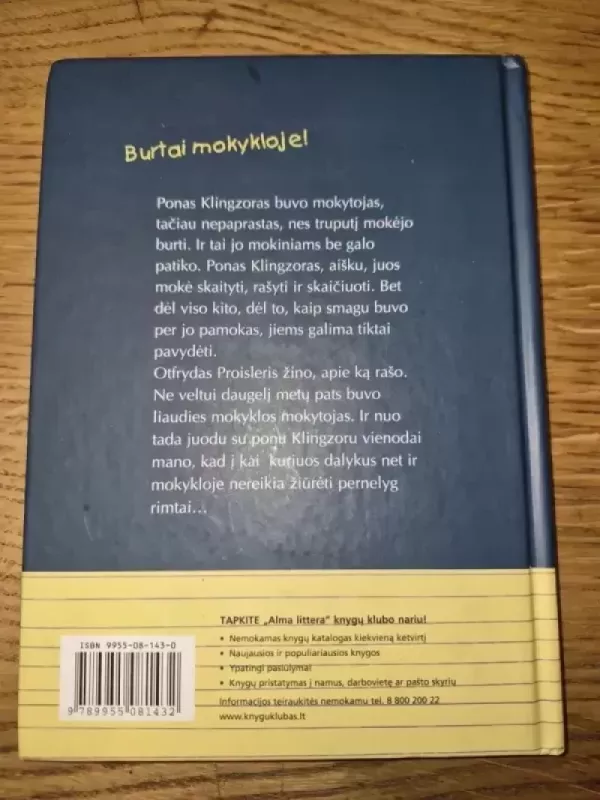 Burtai mokykloje!
Ponas Klingzoras buvo mokytojas,
tačiau nepaprastas, nes truputį mokėjo
burti. Ir tai jo mokiniams be galo
patiko. Ponas Klingzoras, aišku, juos
mokė skaityti, rašyti ir skaičiuoti. Bet
dėl viso kito, dėl to, kaip smagu buvo
per jo pamokas, jiems galima tiktai
pavydėti.
Otfrydas Proisleris žino, apie ką rašo.
Ne veltui daugelį metų pats buvo
liaudies mokyklos mokytojas. Ir nuo
tada juodu su ponu Klingzoru vienodai
mano, kad į kai kuriuos dalykus net ir
mokykloje nereikia žiūrėti pernelyg
rimtai...
TAPKITE „Alma littera“ knygų klubo nariu!
• Nemokamas knygų katalogas kiekvieną ketvirtį
• Naujausios ir populiariausios knygos
• Ypatingi pasiūlymai
• Knygų pristatymas į namus, darbovietę ar pašto skyrių
Informacijos teiraukitės nemokamu tel. 8 800 200 22
www.knyguklubas.lt
ISBN 9955-08-143-0
9 789955 081432